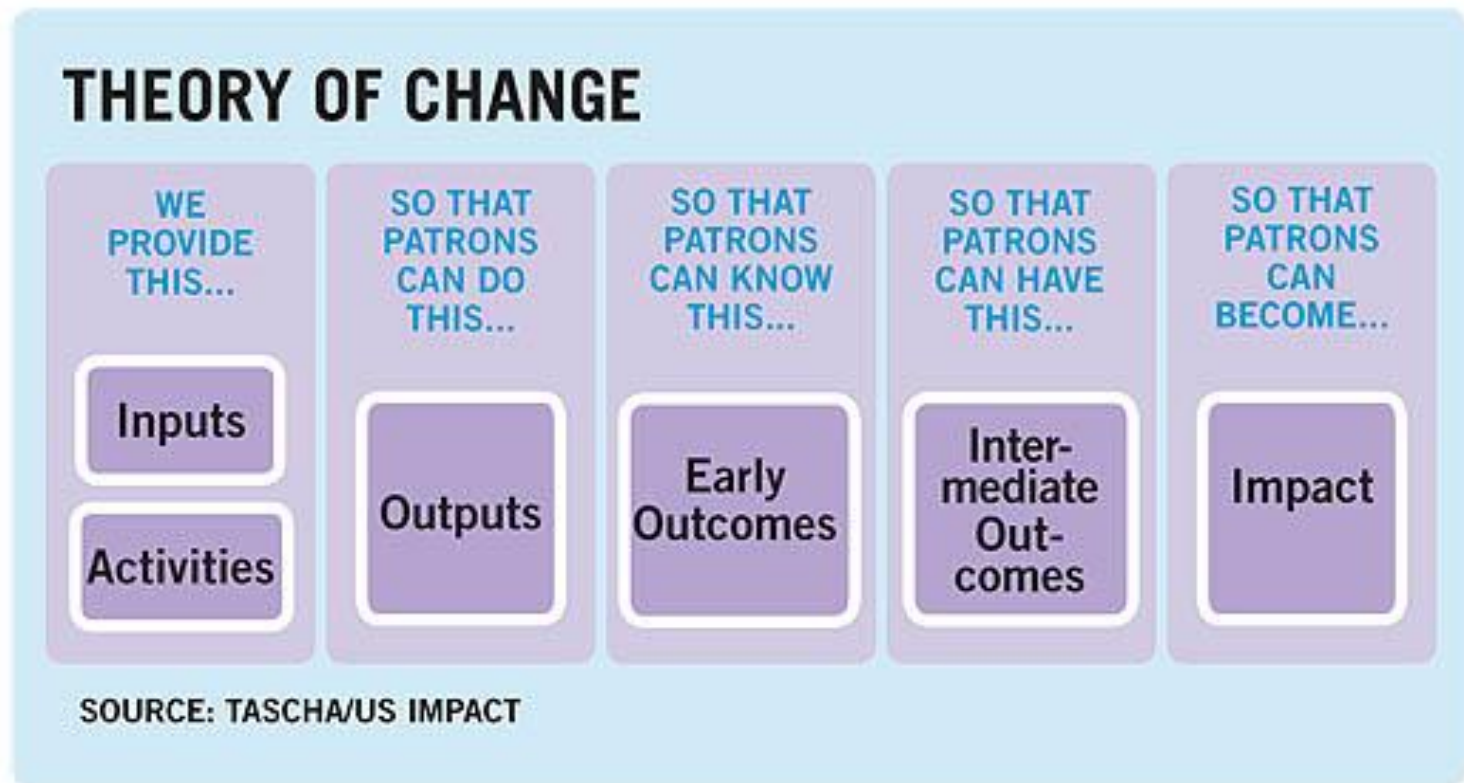 THEORY OF CHANGE
WE
PROVIDE
THIS...
Inputs
Activities
SO THAT
PATRONS
CAN DO
THIS...
Outputs
SO THAT
PATRONS
CAN KNOW
THIS...
Early
Outcomes
SO THAT
PATRONS
CAN HAVE
THIS...
Inter-
mediate
Out-
comes
SO THAT
PATRONS
CAN
BECOME...
Impact
SOURCE: TASCHA/US IMPACT